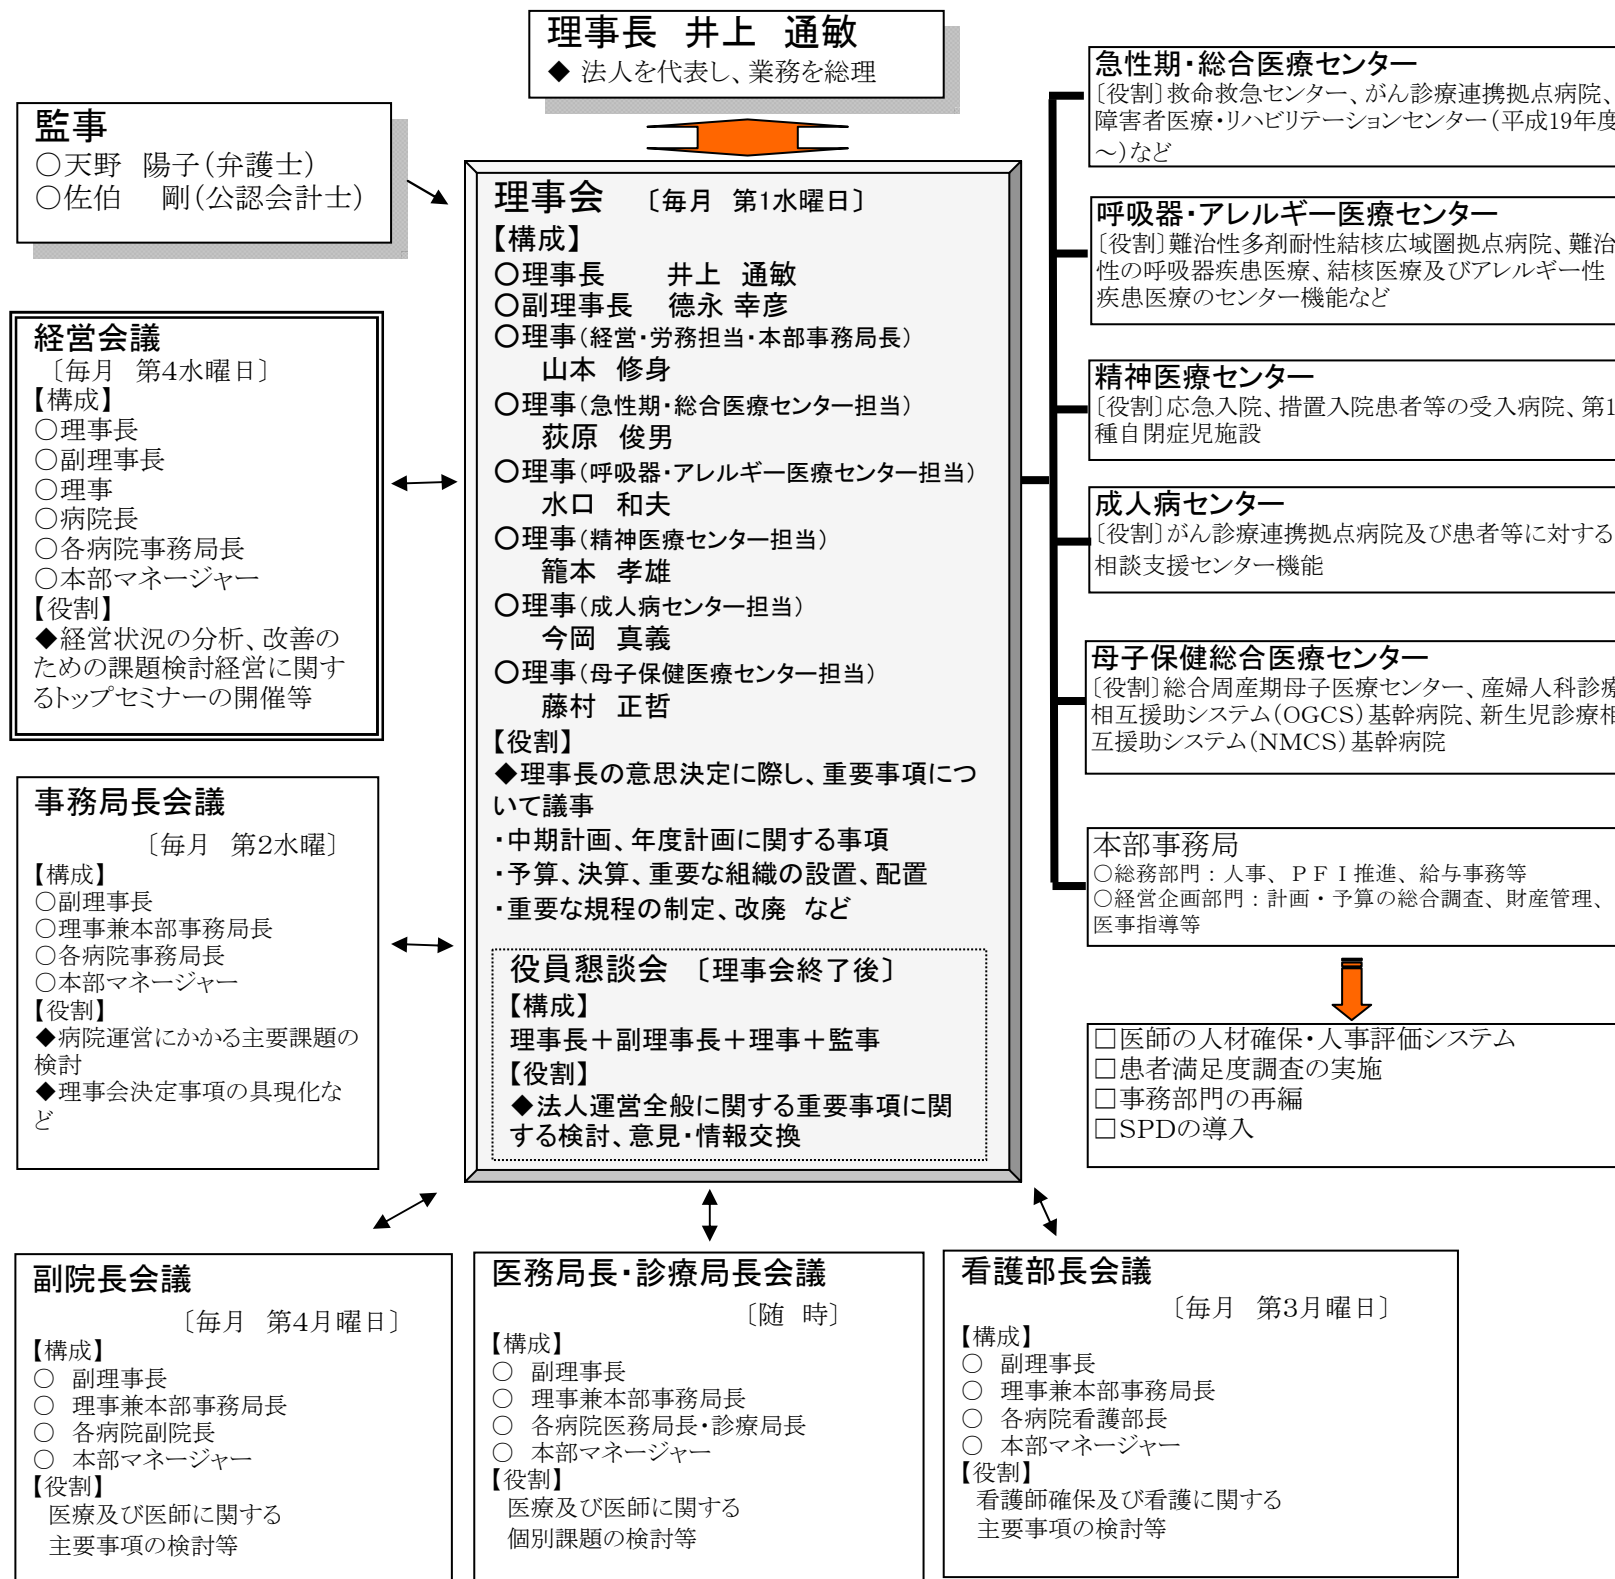 理事長 井上 通敏
◆ 法人を代表し、業務を総理
監事
○天野 陽子(弁護士)
○佐伯 剛(公認会計士)
経営会議
〔毎月 第4水曜日〕
【構成】
○理事長
○副理事長
○理事
○病院長
○各病院事務局長
○本部マネージャー
【役割】
◆経営状況の分析、改善の
ための課題検討経営に関す
るトップセミナーの開催等
事務局長会議
〔毎月 第2水曜〕
【構成】
○副理事長
○理事兼本部事務局長
○各病院事務局長
○本部マネージャー
【役割】
◆病院運営にかかる主要課題の
検討
◆理事会決定事項の具現化な
ど
理事会 〔毎月 第1水曜日〕
【構成】
○理事長 井上 通敏
○副理事長 德永 幸彦
○理事(経営・労務担当・本部事務局長)
山本 修身
○理事(急性期・総合医療センター担当)
荻原 俊男
○理事(呼吸器・アレルギー医療センター担当)
水口 和夫
○理事(精神医療センター担当)
籠本 孝雄
○理事(成人病センター担当)
今岡 真義
○理事(母子保健医療センター担当)
藤村 正哲
【役割】
◆理事長の意思決定に際し、重要事項につ
いて議事
・中期計画、年度計画に関する事項
・予算、決算、重要な組織の設置、配置
・重要な規程の制定、改廃 など
役員懇談会 〔理事会終了後〕
【構成】
理事長+副理事長+理事+監事
【役割】
◆法人運営全般に関する重要事項に関
する検討、意見・情報交換
急性期・総合医療センター
〔役割〕救命救急センター、がん診療連携拠点病院、
障害者医療・リハビリテーションセンター(平成19年度
~)など
呼吸器・アレルギー医療センター
〔役割〕難治性多剤耐性結核広域圏拠点病院、難治
性の呼吸器疾患医療、結核医療及びアレルギー性
疾患医療のセンター機能など
精神医療センター
〔役割〕応急入院、措置入院患者等の受入病院、第1
種自閉症児施設
成人病センター
〔役割〕がん診療連携拠点病院及び患者等に対する
相談支援センター機能
母子保健総合医療センター
〔役割〕総合周産期母子医療センター、産婦人科診療
相互援助システム(OGCS)基幹病院、新生児診療相
互援助システム(NMCS)基幹病院
本部事務局
○総務部門:人事、PFI推進、給与事務等
○経営企画部門:計画・予算の総合調査、財産管理、
医事指導等
□医師の人材確保・人事評価システム
□患者満足度調査の実施
□事務部門の再編
□SPDの導入
副院長会議
〔毎月 第4月曜日〕
【構成】
○ 副理事長
○ 理事兼本部事務局長
○ 各病院副院長
○ 本部マネージャー
【役割】
医療及び医師に関する
主要事項の検討等
医務局長・診療局長会議
〔随 時〕
【構成】
○ 副理事長
○ 理事兼本部事務局長
○ 各病院医務局長・診療局長
○ 本部マネージャー
【役割】
医療及び医師に関する
個別課題の検討等
看護部長会議
〔毎月 第3月曜日〕
【構成】
○ 副理事長
○ 理事兼本部事務局長
○ 各病院看護部長
○ 本部マネージャー
【役割】
看護師確保及び看護に関する
主要事項の検討等